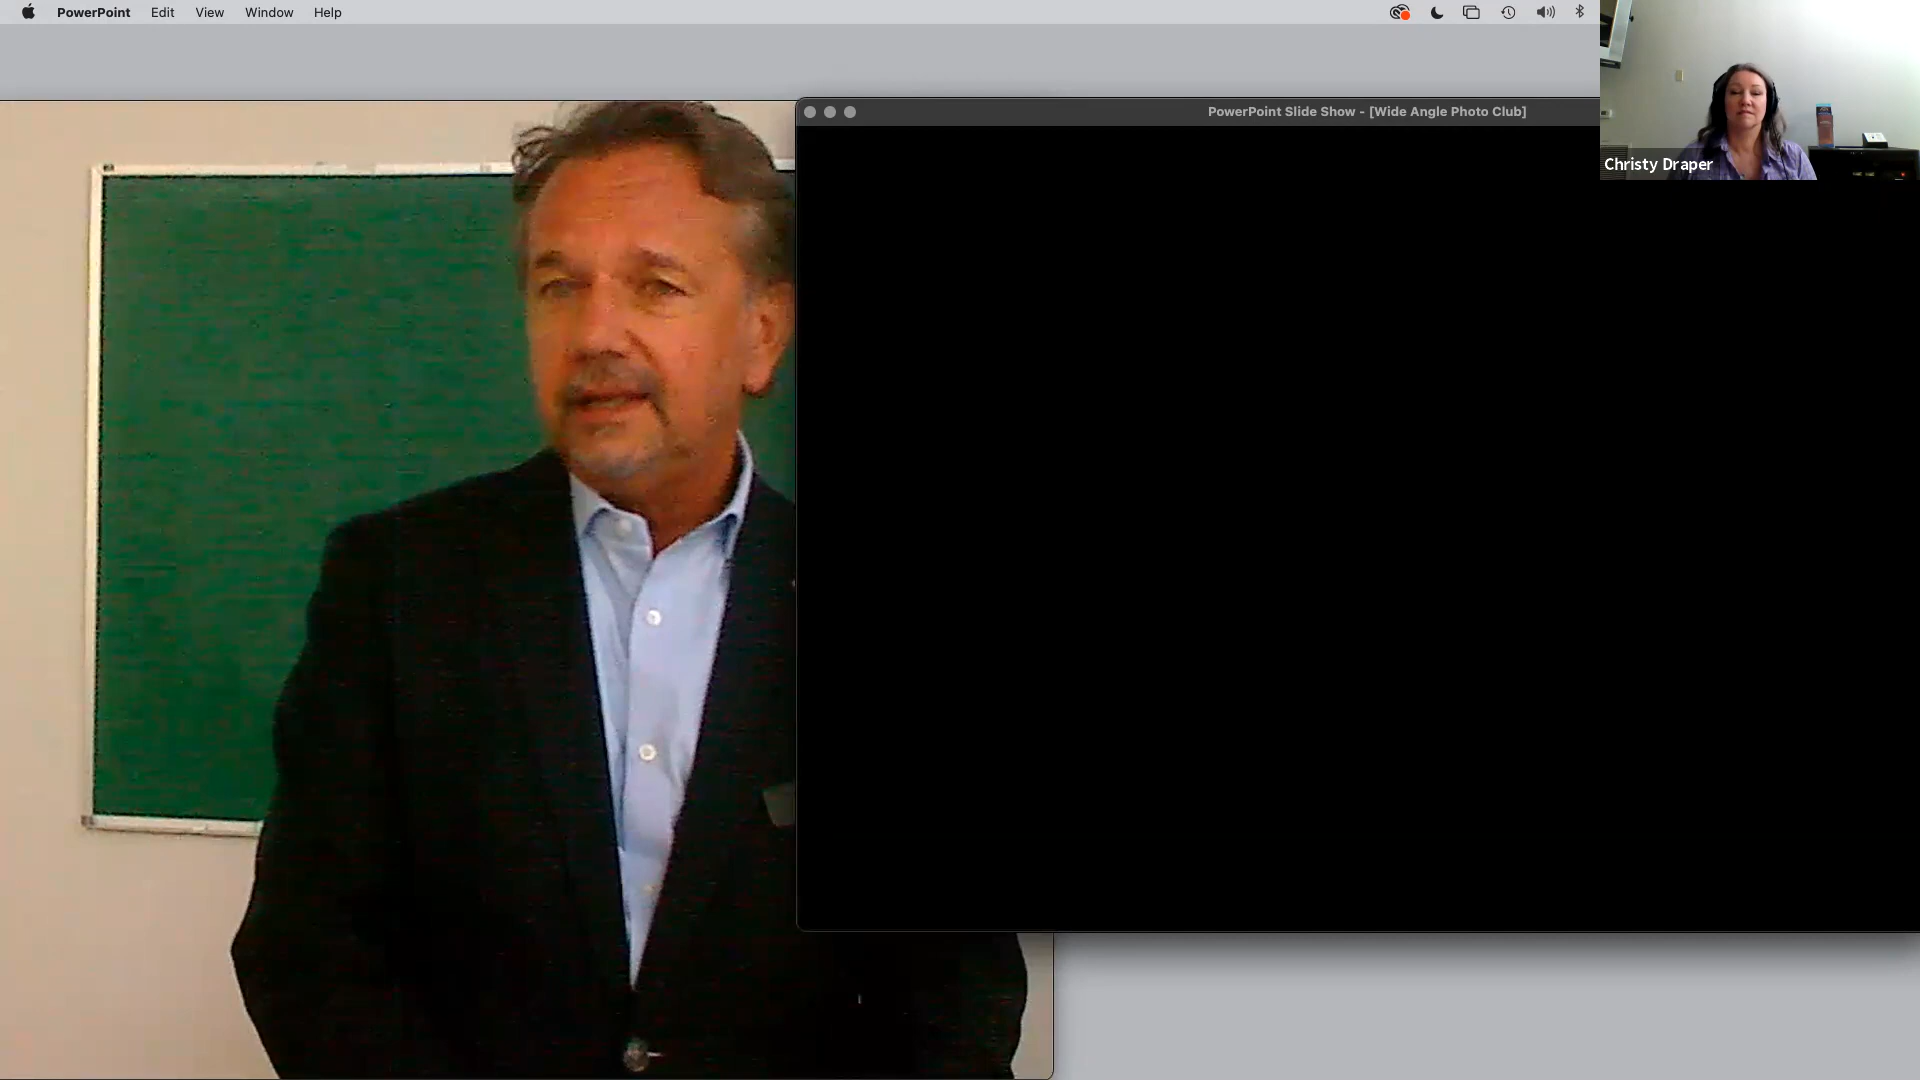 PowerPoint Edit View Window Help
PowerPoint Slide Show - [Wide Angle Photo Club]
Christy Draper